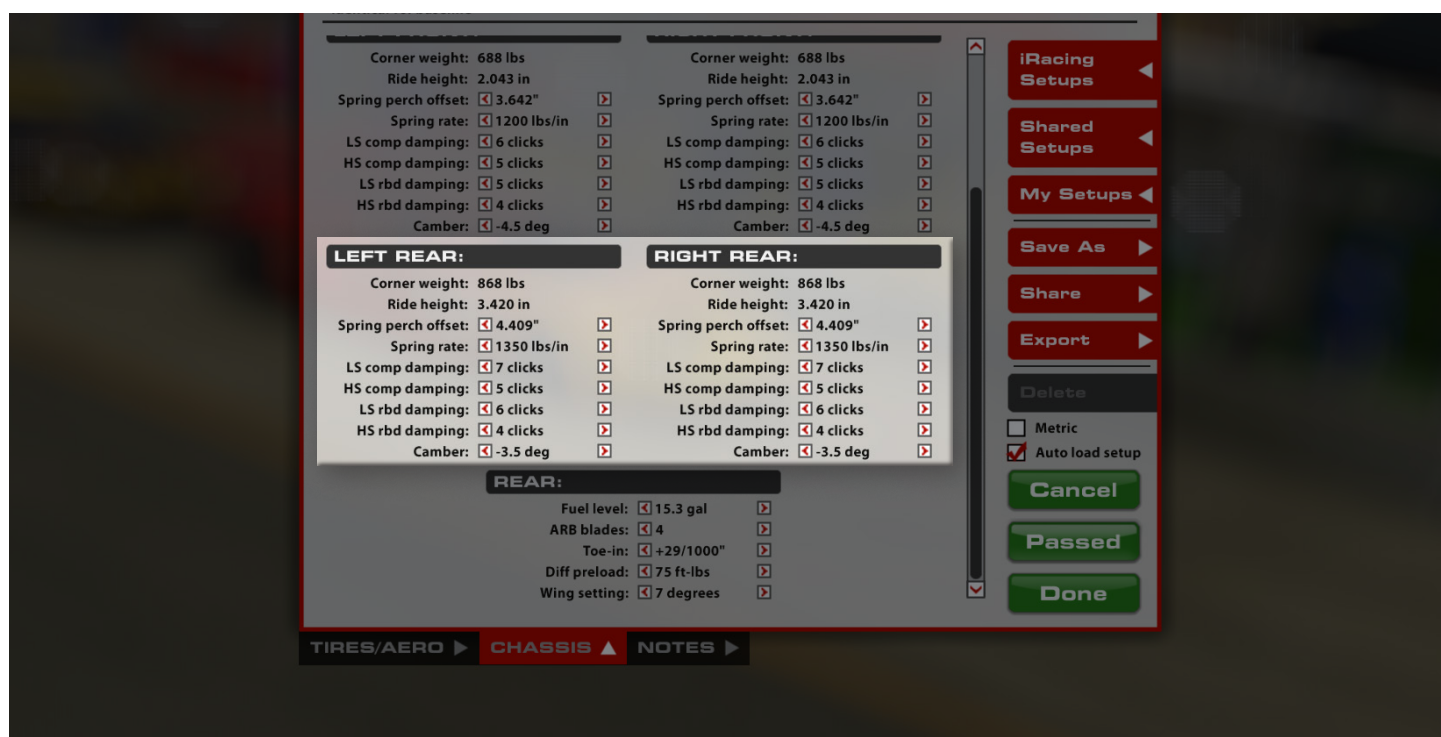 Corner weight: 688 lbs
Ride height: 2.043 in
Spring perch offset: 3.642"
Spring rate: 1200 lbs/in
LS comp damping: 6 clicks
HS comp damping: 5 clicks
LS rbd damping: 5 clicks
HS rbd damping: 4 clicks
Camber: -4.5 deg
Corner weight: 688 lbs
Ride height: 2.043 in
Spring perch offset: 3.642"
Spring rate: 1200 lbs/in
LS comp damping: 6 clicks
HS comp damping: 5 clicks
LS rbd damping: 5 clicks
HS rbd damping: 4 clicks
Camber: -4.5 deg
LEFT REAR:
Corner weight: 868 lbs
Ride height: 3.420 in
Spring perch offset: 4.409"
Spring rate: 1350 lbs/in
LS comp damping: 7 clicks
HS comp damping: 5 clicks
LS rbd damping: 6 clicks
HS rbd damping: 4 clicks
Camber: -3.5 deg
RIGHT REAR:
Corner weight: 868 lbs
Ride height: 3.420 in
Spring perch offset: 4.409"
Spring rate: 1350 lbs/in
LS comp damping: 7 clicks
HS comp damping: 5 clicks
LS rbd damping: 6 clicks
HS rbd damping: 4 clicks
Camber: -3.5 deg
REAR:
Fuel level: 15.3 gal
ARB blades: 4
Toe-in: +29/1000"
Diff preload: 75 ft-lbs
Wing setting: 7 degrees
iRacing
Setups
Shared
Setups
My Setups
Save As
Share
Export
Delete
Metric
Auto load setup
Cancel
Passed
Done
TIRES/AERO
CHASSIS
NOTES